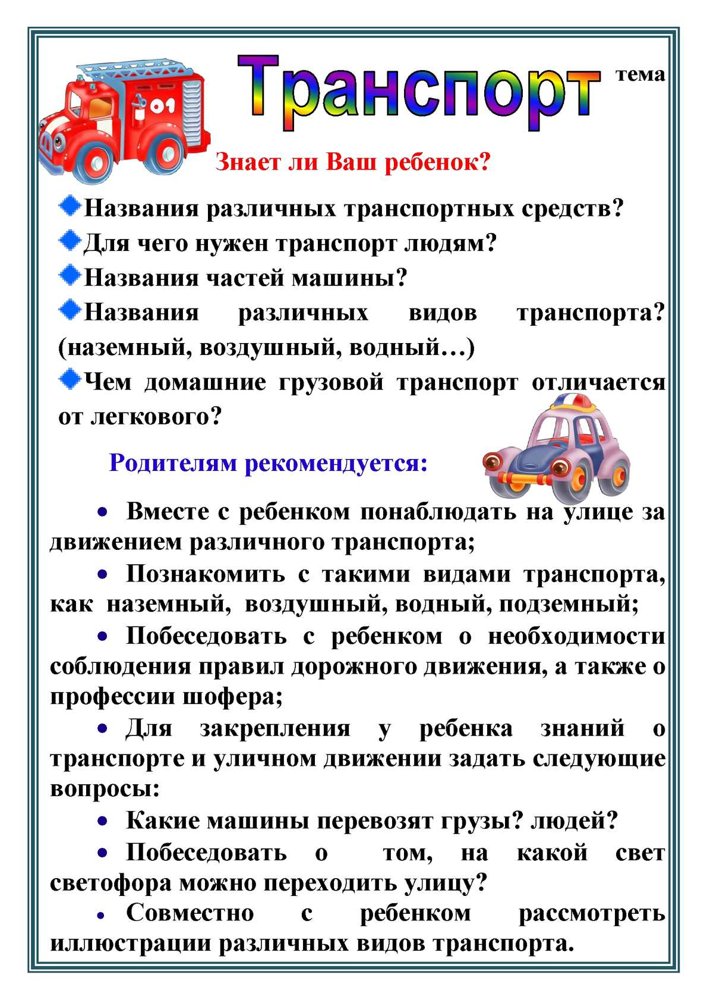 Транспорт тема
01
Знает ли Ваш ребенок?
Названия различных транспортных средств?
Для чего нужен транспорт людям?
Названия частей машины?
Названия различных видов транспорта?
(наземный, воздушный, водный…)
Чем домашние грузовой транспорт отличается
от легкового?
Родителям рекомендуется:
• Вместе с ребенком понаблюдать на улице за
движением различного транспорта;
• Познакомить с такими видами транспорта,
как наземный, воздушный, водный, подземный;
• Побеседовать с ребенком о необходимости
соблюдения правил дорожного движения, а также о
профессии шофера;
• Для закрепления у ребенка знаний о
транспорте и уличном движении задать следующие
вопросы:
• Какие машины перевозят грузы? людей?
• Побеседовать о том, на какой свет
светофора можно переходить улицу?
• Совместно с ребенком рассмотреть
иллюстрации различных видов транспорта.